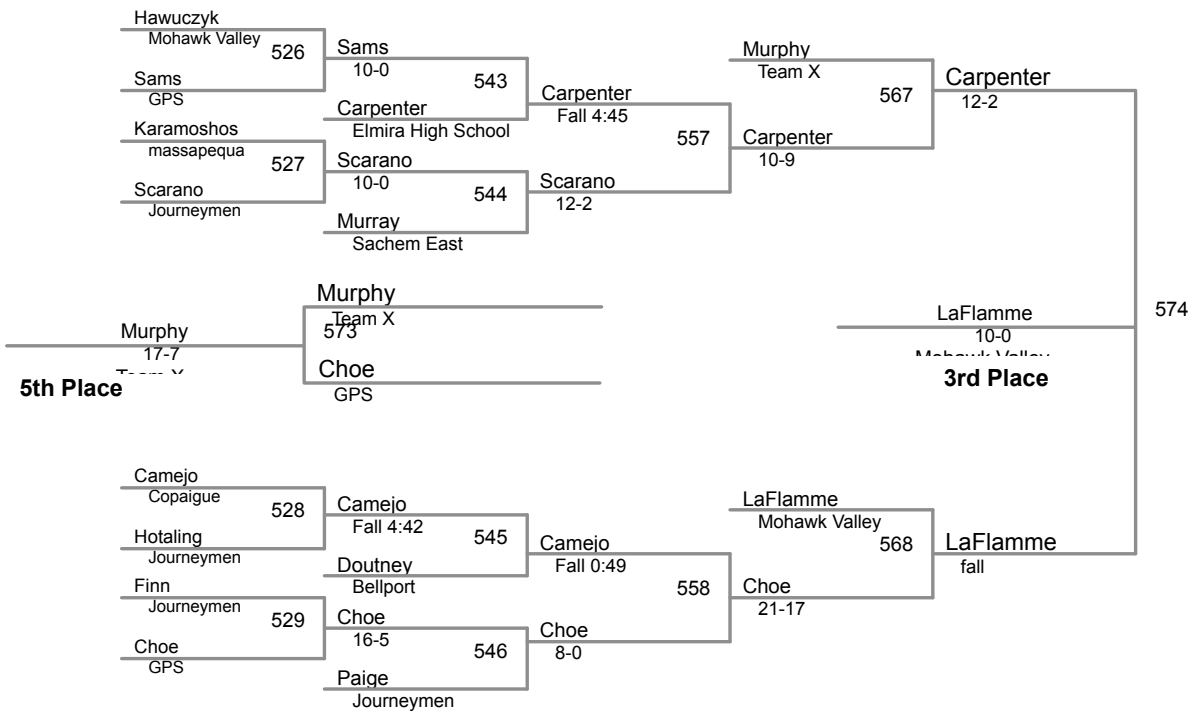 Hawuczyk
Mohawk Valley
526
Sams
GPS
Sams
10-0
543
Carpenter
Elmira High School
Karamoshos
massapequa
527
Scarano
Journeymen
Scarano
10-0
544
Murray
Sachem East
Carpenter
Fall 4:45
557
Scarano
12-2
Murphy
Team X
567
Carpenter
10-9
Carpenter
12-2
574
Murphy
Team X
573
Choe
GPS
Murphy
17-7
Team X
5th Place
LaFlamme
10-0
Mohawk Valley
3rd Place
Camejo
Copaigue
528
Hotaling
Journeymen
Camejo
Fall 4:42
545
Doutney
Bellport
Finn
Journeymen
529
Choe
GPS
Choe
16-5
546
Paige
Journeymen
Camejo
Fall 0:49
558
Choe
8-0
LaFlamme
Mohawk Valley
568
Choe
21-17
LaFlamme
fall